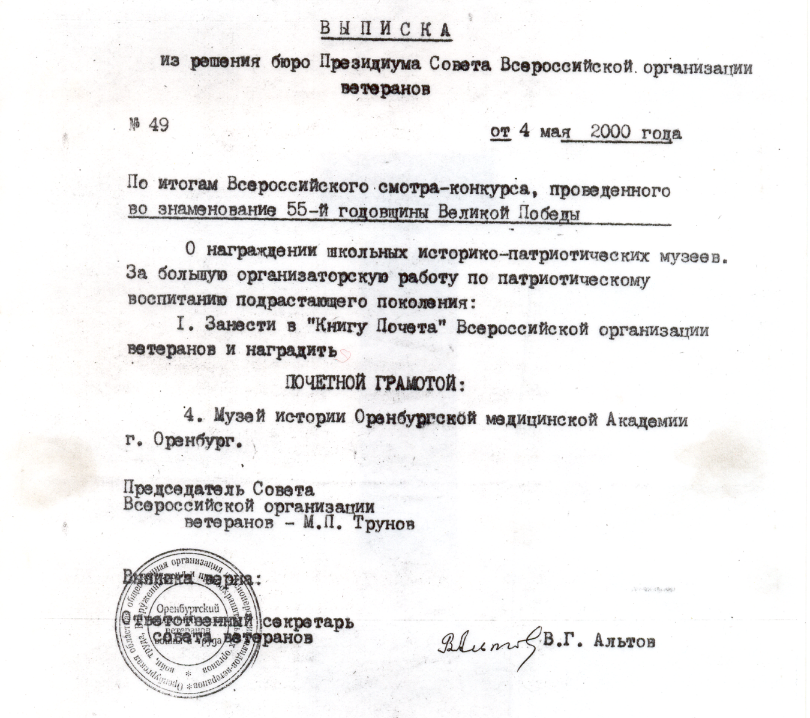 ВЫПИСКА
из решения бюро Президиума Совета Всероссийской организации
ветеранов
№ 49
от 4 мая 2000 года
По итогам Всероссийского смотра-конкурса, проведенного
во знаменование 55-й годовщины Великой Победы
О награждении школьных историко-патриотических музеев.
За большую организаторскую работу по патриотическому
воспитанию подрастающего поколения:
I. Занести в "Книгу Почета" Всероссийской организации
ветеранов и наградить
ПОЧЕТНОЙ ГРАМОТОЙ:
4. Музей истории Оренбургской медицинской Академии
г. Оренбург.
Председатель Совета
Всероссийской организации
ветеранов - М.П. Трунов
Выписка верна:
Ответственный секретарь
совета ветеранов
В.Г. Альтов
Оренбургский
ветеранов
войны и труда